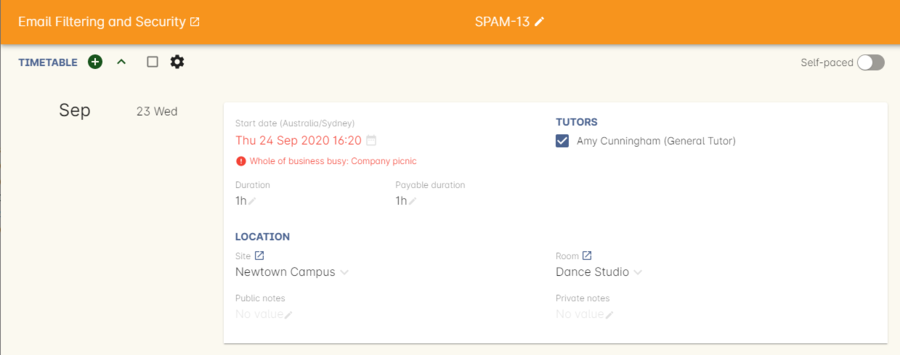 Email Filtering and Security SPAM-13
TIMETABLE Self-paced
Sep 23 Wed
Start date (Australia/Sydney) TUTORS
Thu 24 Sep 2020 16:20 Amy Cunningham (General Tutor)
Whole of business busy: Company picnic
Duration Payable duration
1h 1h
LOCATION
Site Room
Newtown Campus Dance Studio
Public notes Private notes
No value No value